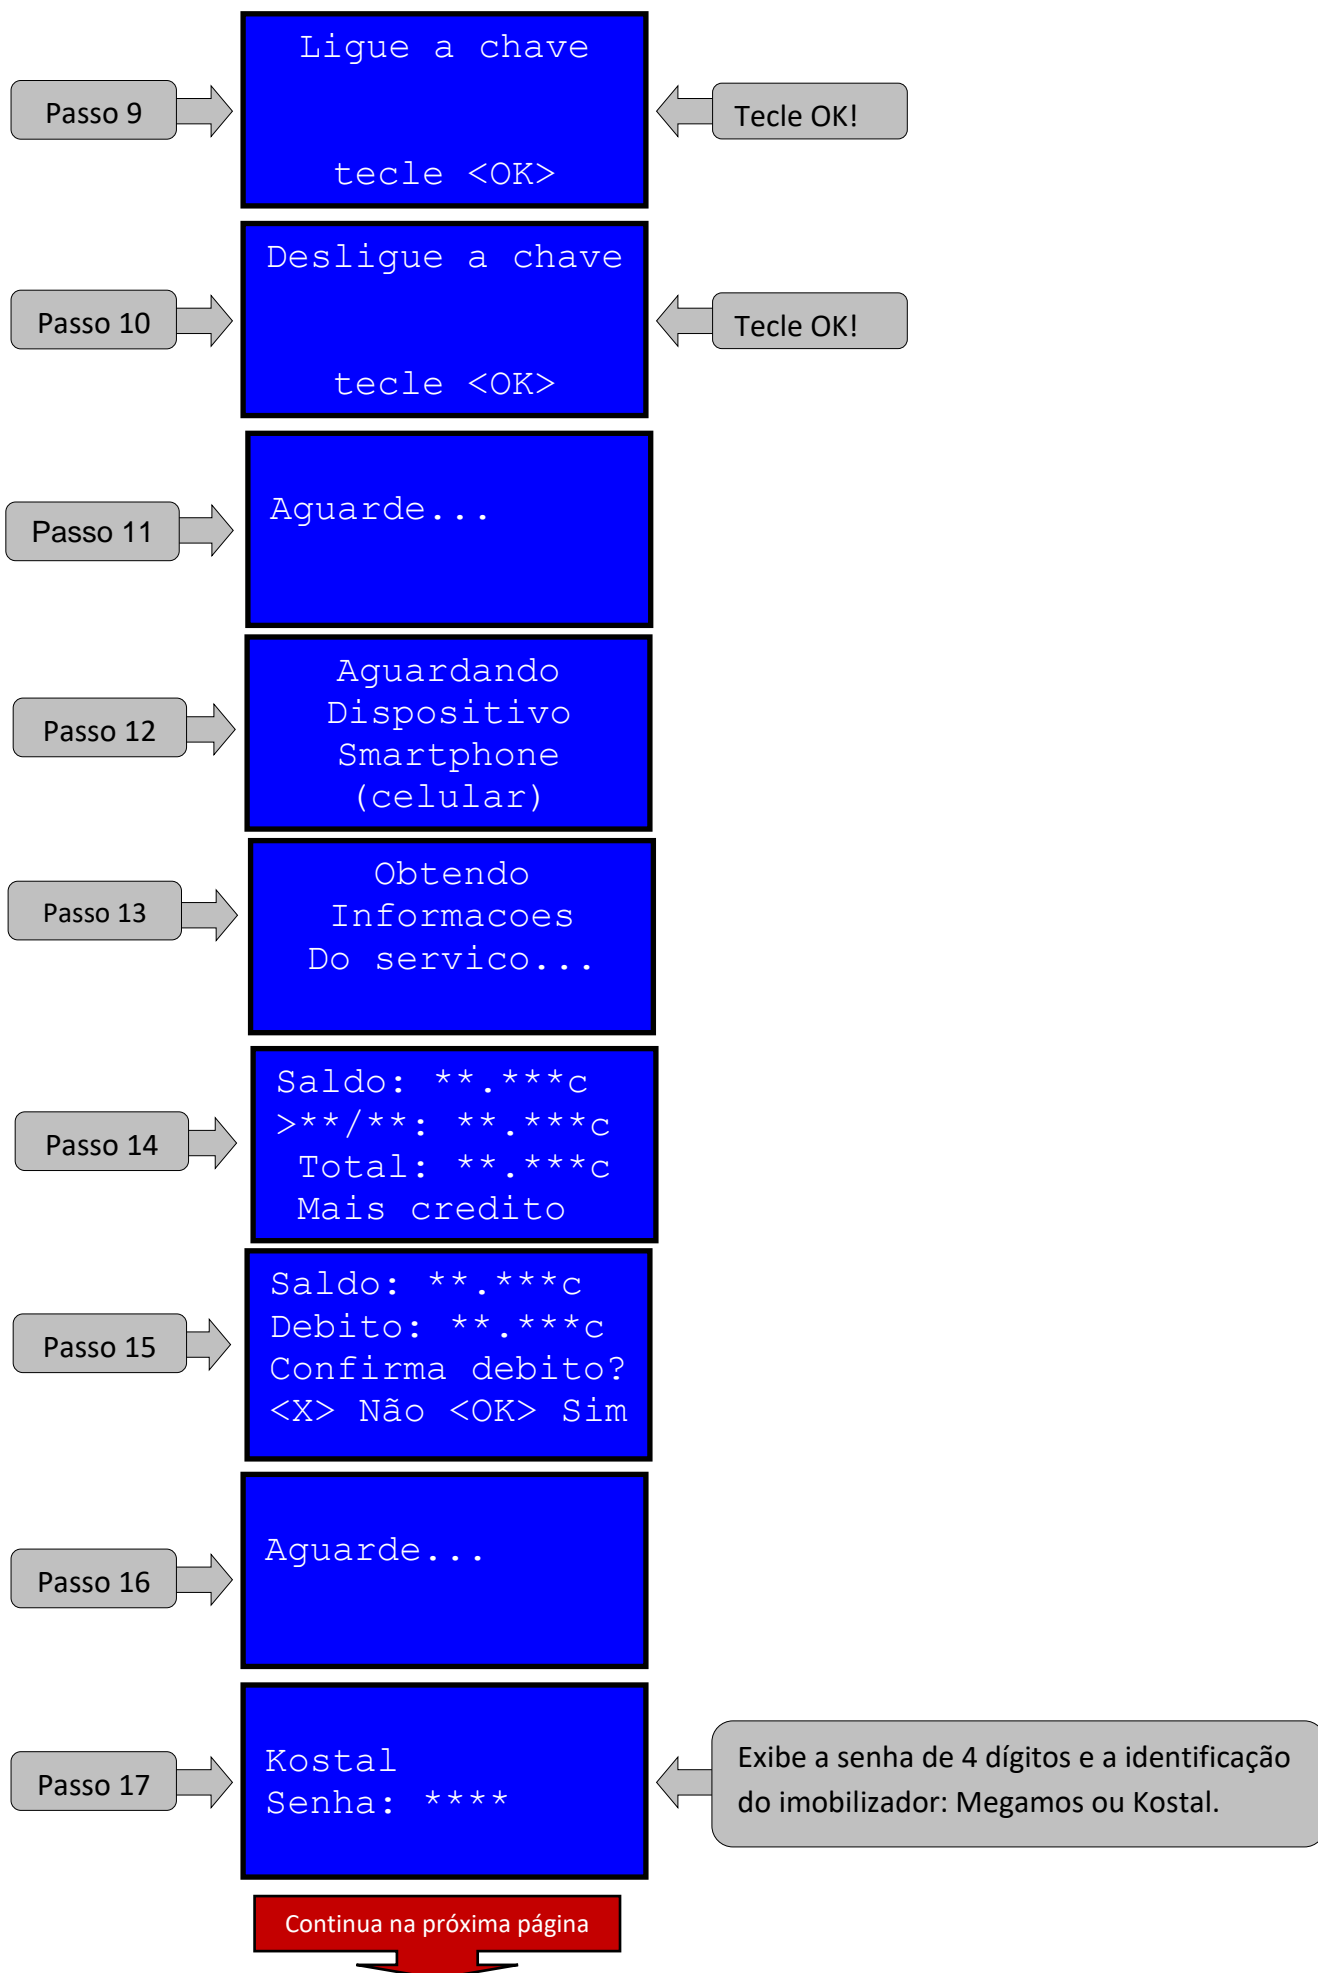 Ligue a chave
Passo 9
Tecle OK!
tecle <OK>
Desligue a chave
Passo 10
Tecle OK!
tecle <OK>
Aguarde...
Passo 11
Aguardando
Dispositivo
Smartphone
(celular)
Passo 12
Obtendo
Informacoes
Do servico...
Passo 13
Saldo: **.***c
>**/**: **.***c
Total: **.***c
Mais credito
Passo 14
Saldo: **.***c
Debito: **.***c
Confirma debito?
<X> Não <OK> Sim
Passo 15
Aguarde...
Passo 16
Kostal
Senha: ****
Passo 17
Exibe a senha de 4 dígitos e a identificação
do imobilizador: Megamos ou Kostal.
Continua na próxima página